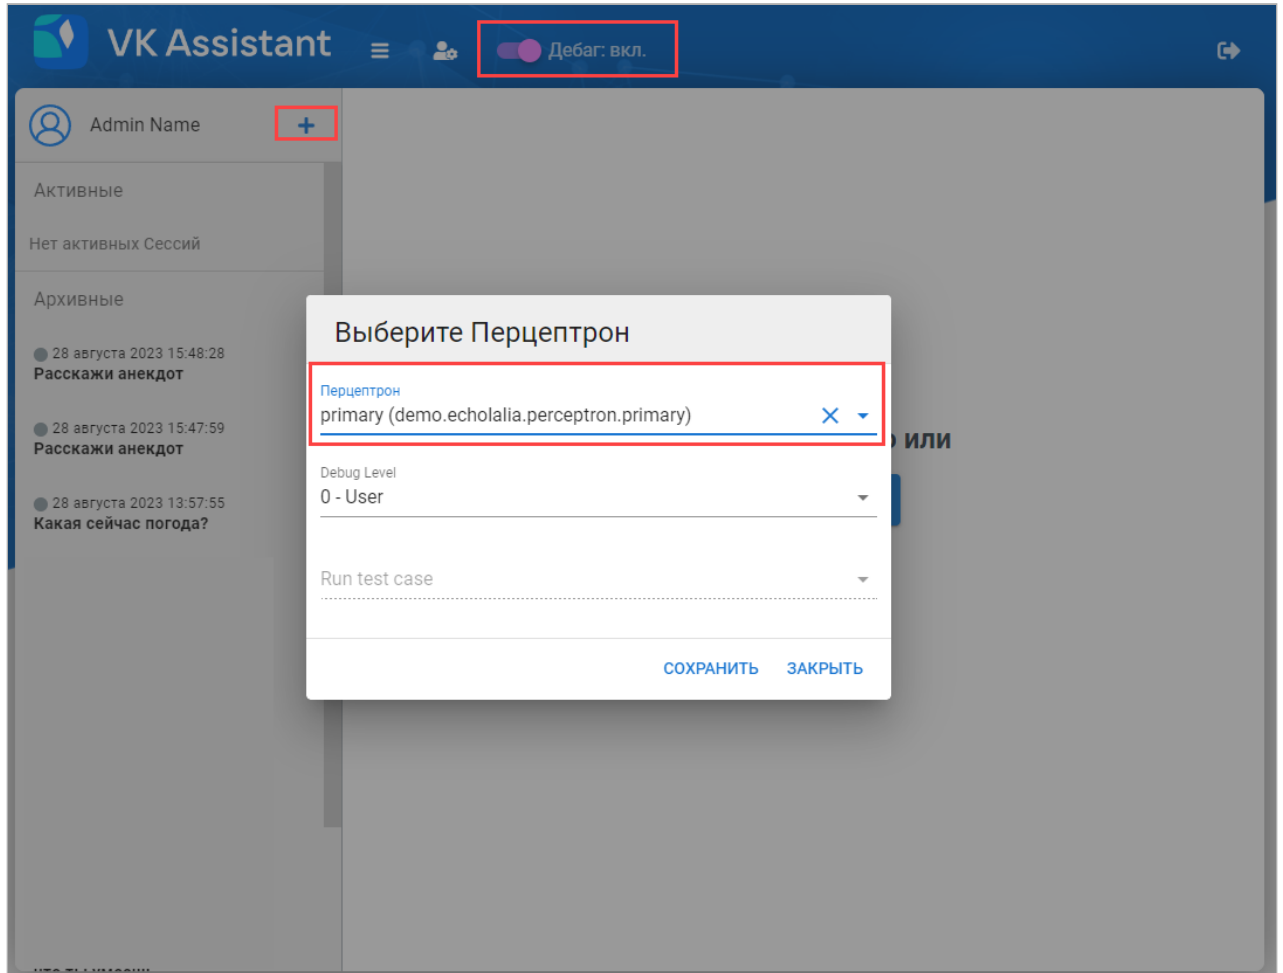 VK Assistant
Дебаг: вкл.
Admin Name
Активные
Нет активных Сессий
Архивные
28 августа 2023 15:48:28
Расскажи анекдот
28 августа 2023 15:47:59
Расскажи анекдот
28 августа 2023 13:57:55
Какая сейчас погода?
Выберите Перцептрон
Перцептрон
primary (demo.echolalia.perceptron.primary)
Debug Level
0 - User
Run test case
СОХРАНИТЬ ЗАКРЫТЬ
или